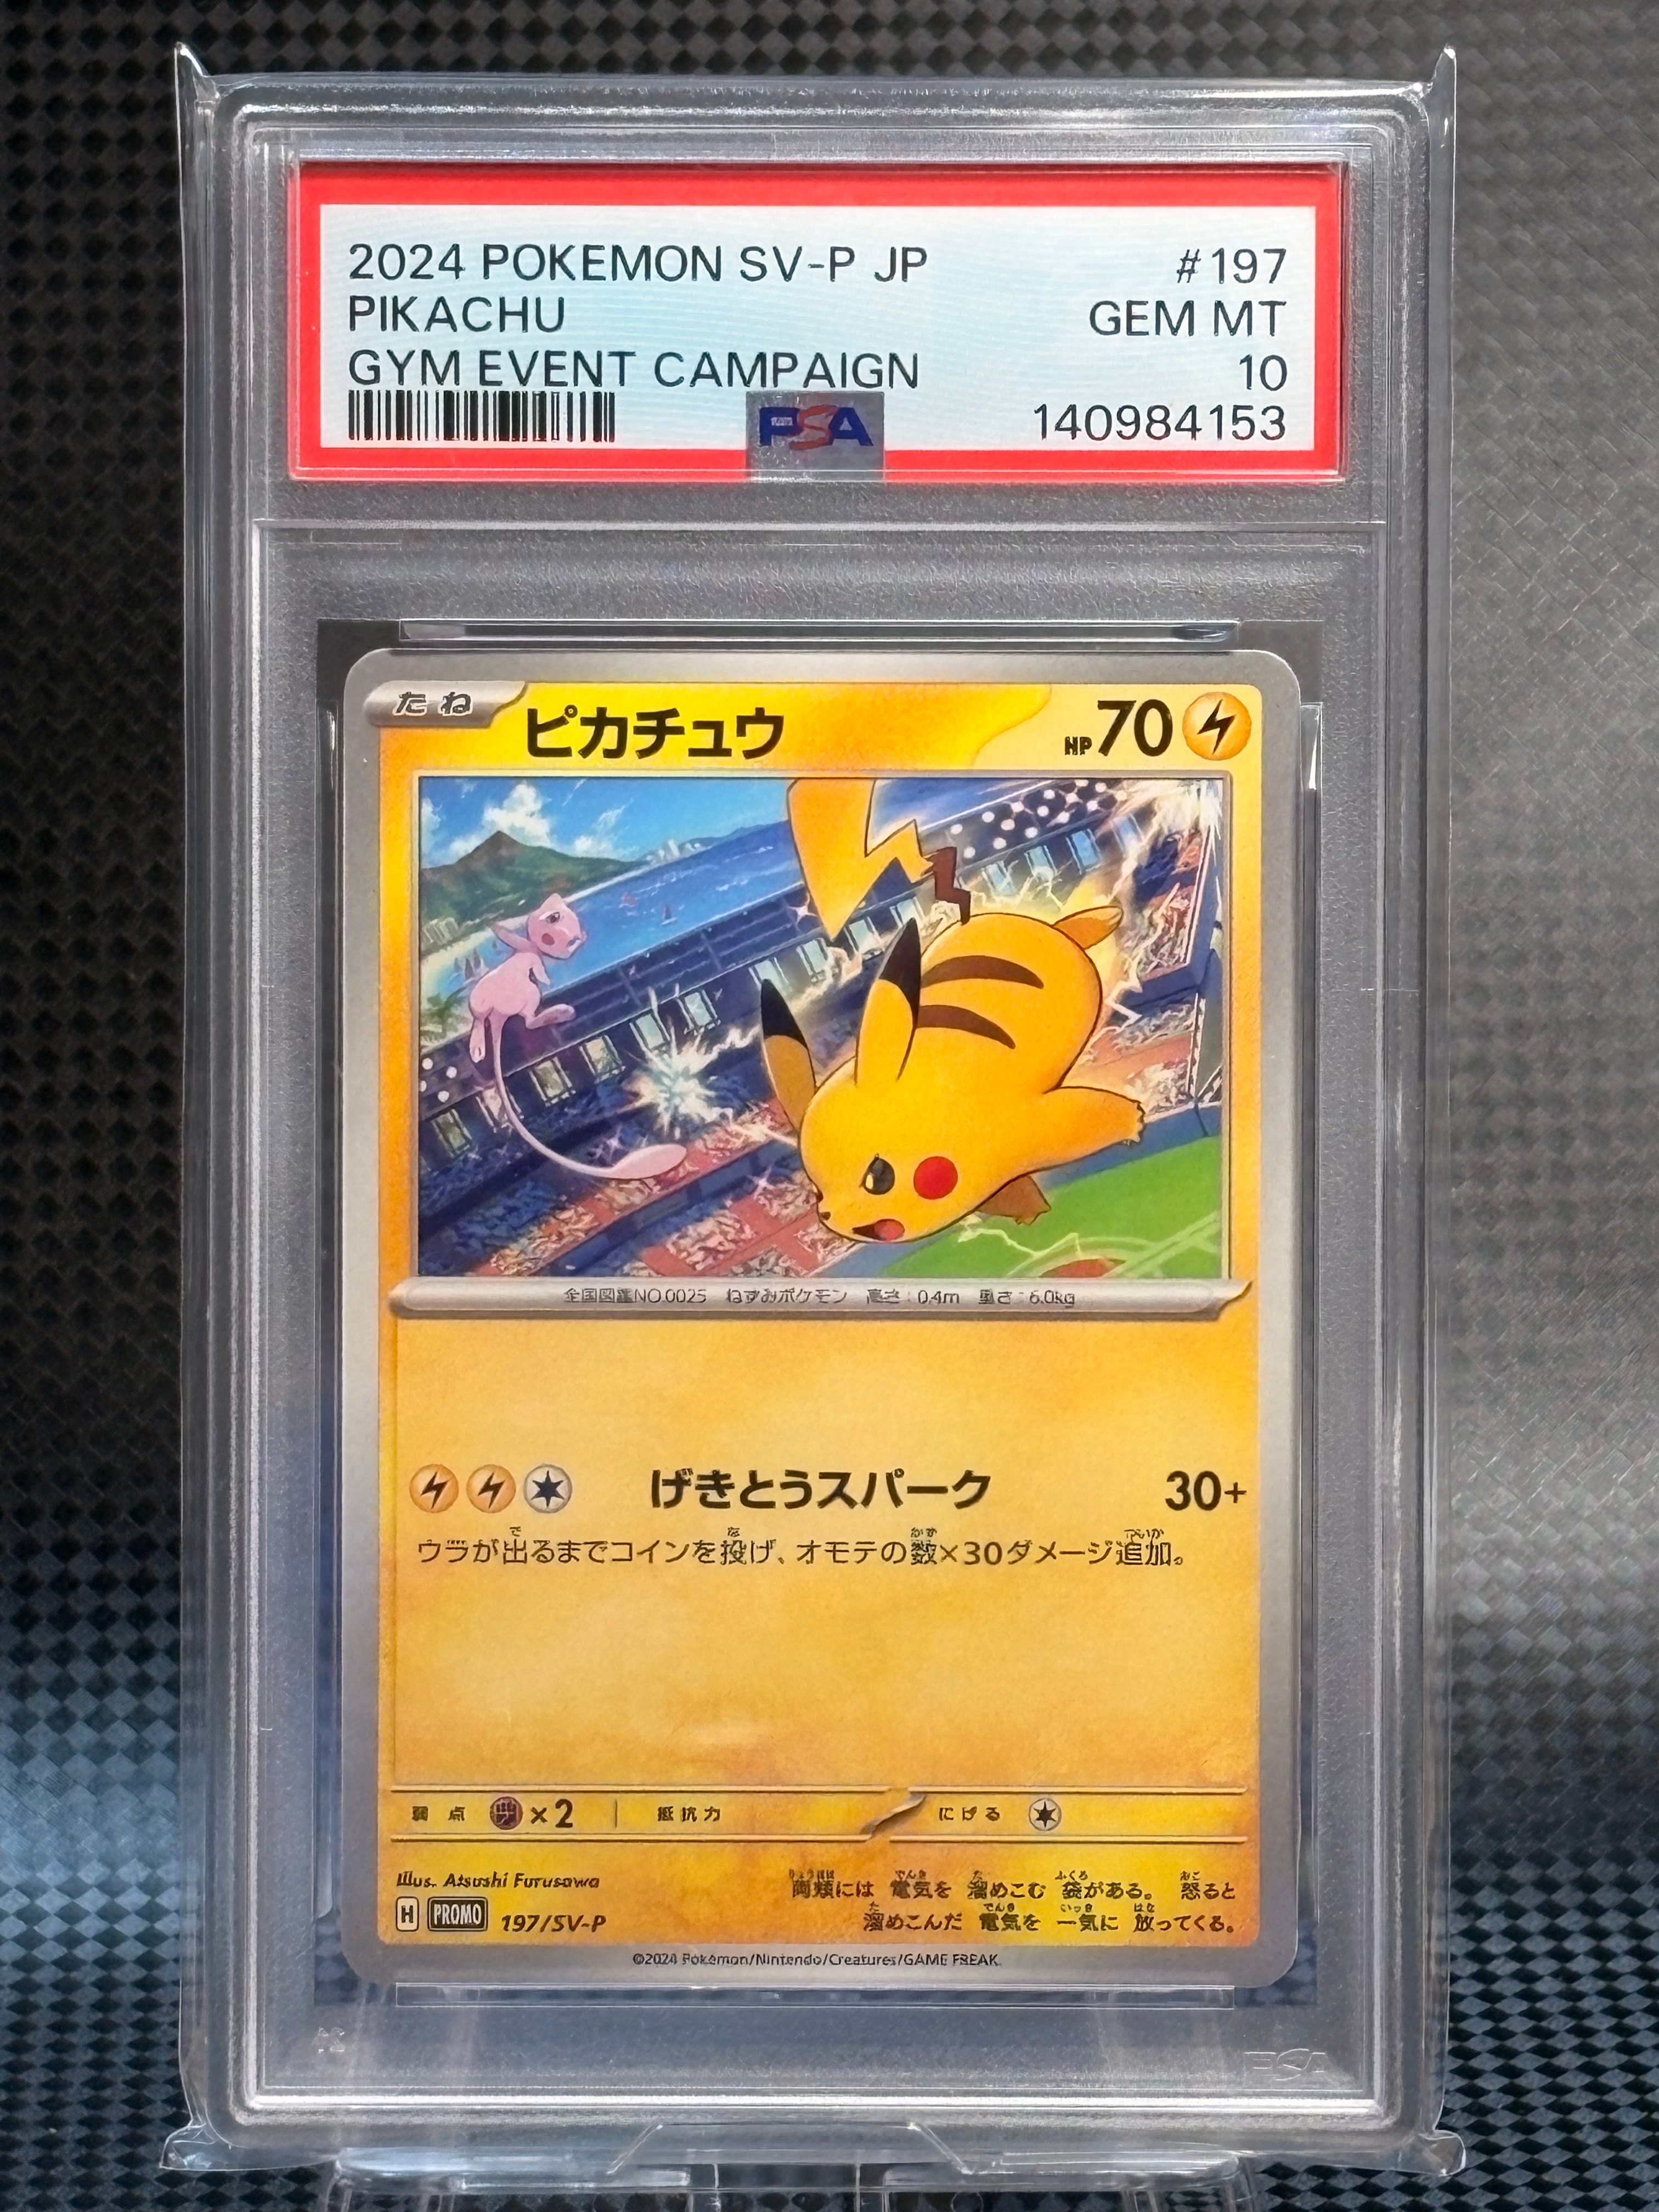 2024 POKEMON SV-P JP #197
PIKACHU GEM MT
GYM EVENT CAMPAIGN 10
PSA 140984153
たね ピカチュウ HP70
全国図鑑NO.0025 ねずみポケモン 高さ:0.4m 重さ:6.0kg
げきとうスパーク 30+
ウラが出るまでコインを投げ、オモテの数×30ダメージ追加。
弱点 ×2 抵抗力 にげる
Illus. Atsushi Furusawa
両頬には 電気を 溜めこむ 袋がある。 怒ると
溜めこんだ 電気を 一気に 放ってくる。
H PROMO 197/SV-P
©2024 Pokémon/Nintendo/Creatures/GAME FREAK.
PSA